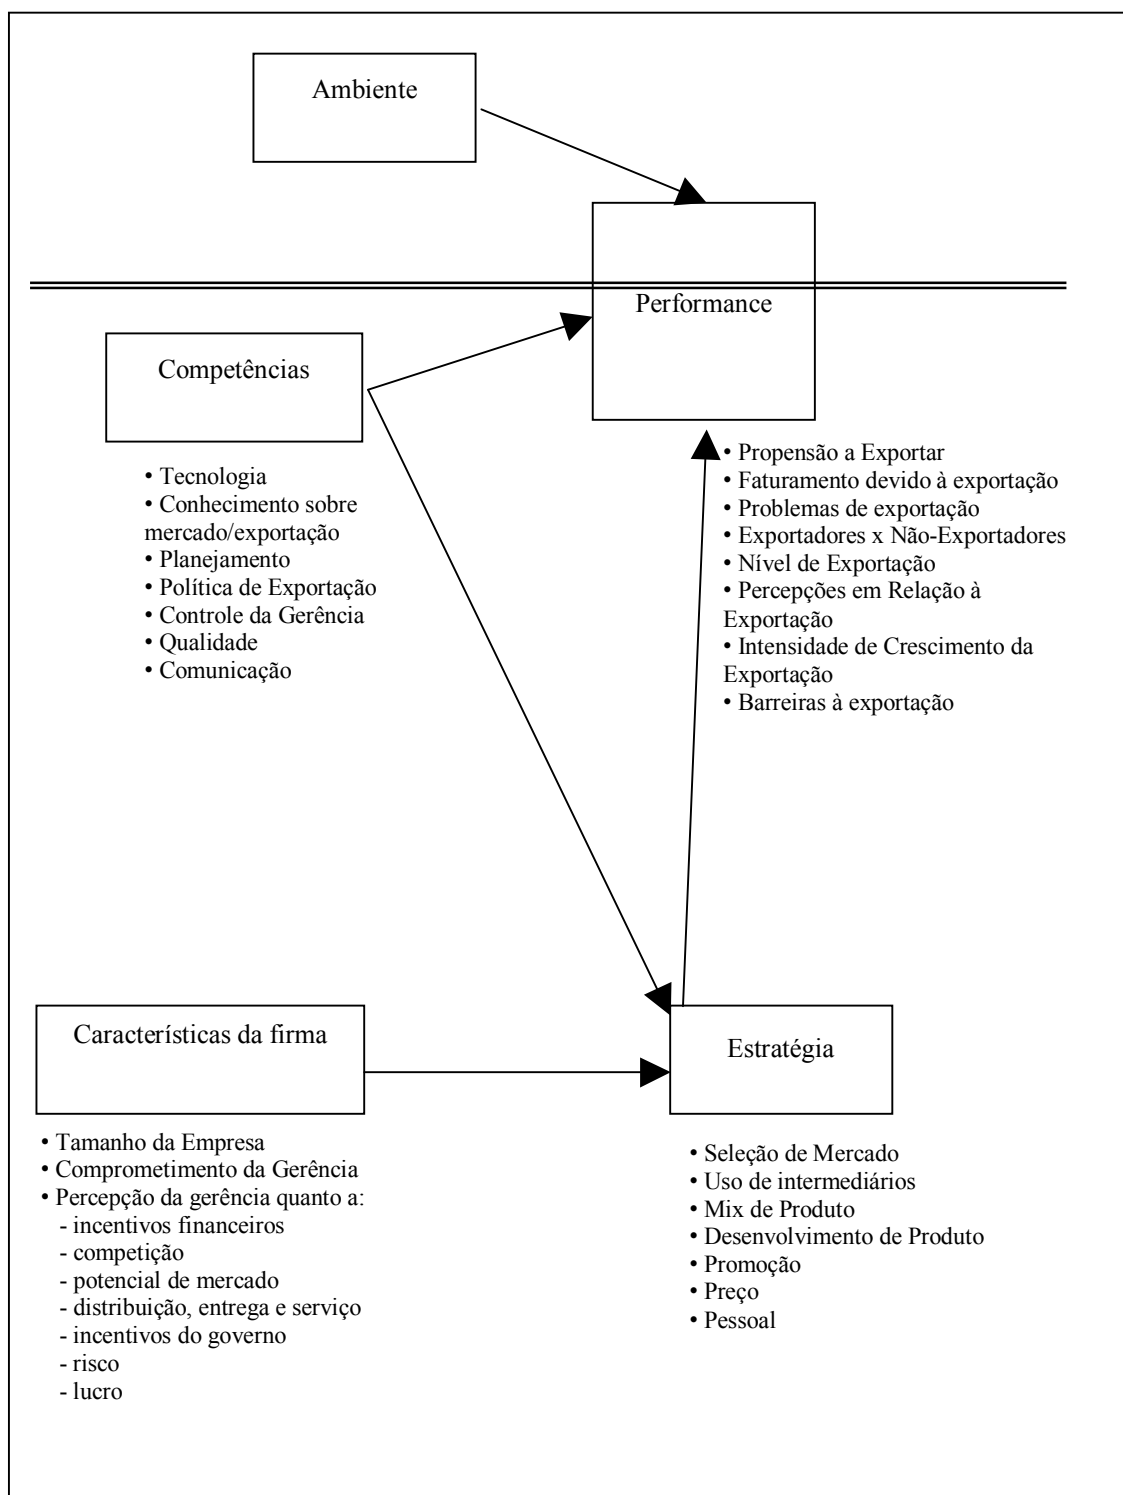 Ambiente
Performance
Competências
• Tecnologia
• Conhecimento sobre
mercado/exportação
• Planejamento
• Política de Exportação
• Controle da Gerência
• Qualidade
• Comunicação
• Propensão a Exportar
• Faturamento devido à exportação
• Problemas de exportação
• Exportadores x Não-Exportadores
• Nível de Exportação
• Percepções em Relação à
Exportação
• Intensidade de Crescimento da
Exportação
• Barreiras à exportação
Característicás da firma
• Tamanho da Empresa
• Comprometimento da Gerência
• Percepção da gerência quanto a:
- incentivos financeiros
- competição
- potencial de mercado
- distribuição, entrega e serviço
- incentivos do governo
- risco
- lucro
Estratégia
• Seleção de Mercado
• Uso de intermediários
• Mix de Produto
• Desenvolvimento de Produto
• Promoção
• Preço
• Pessoal